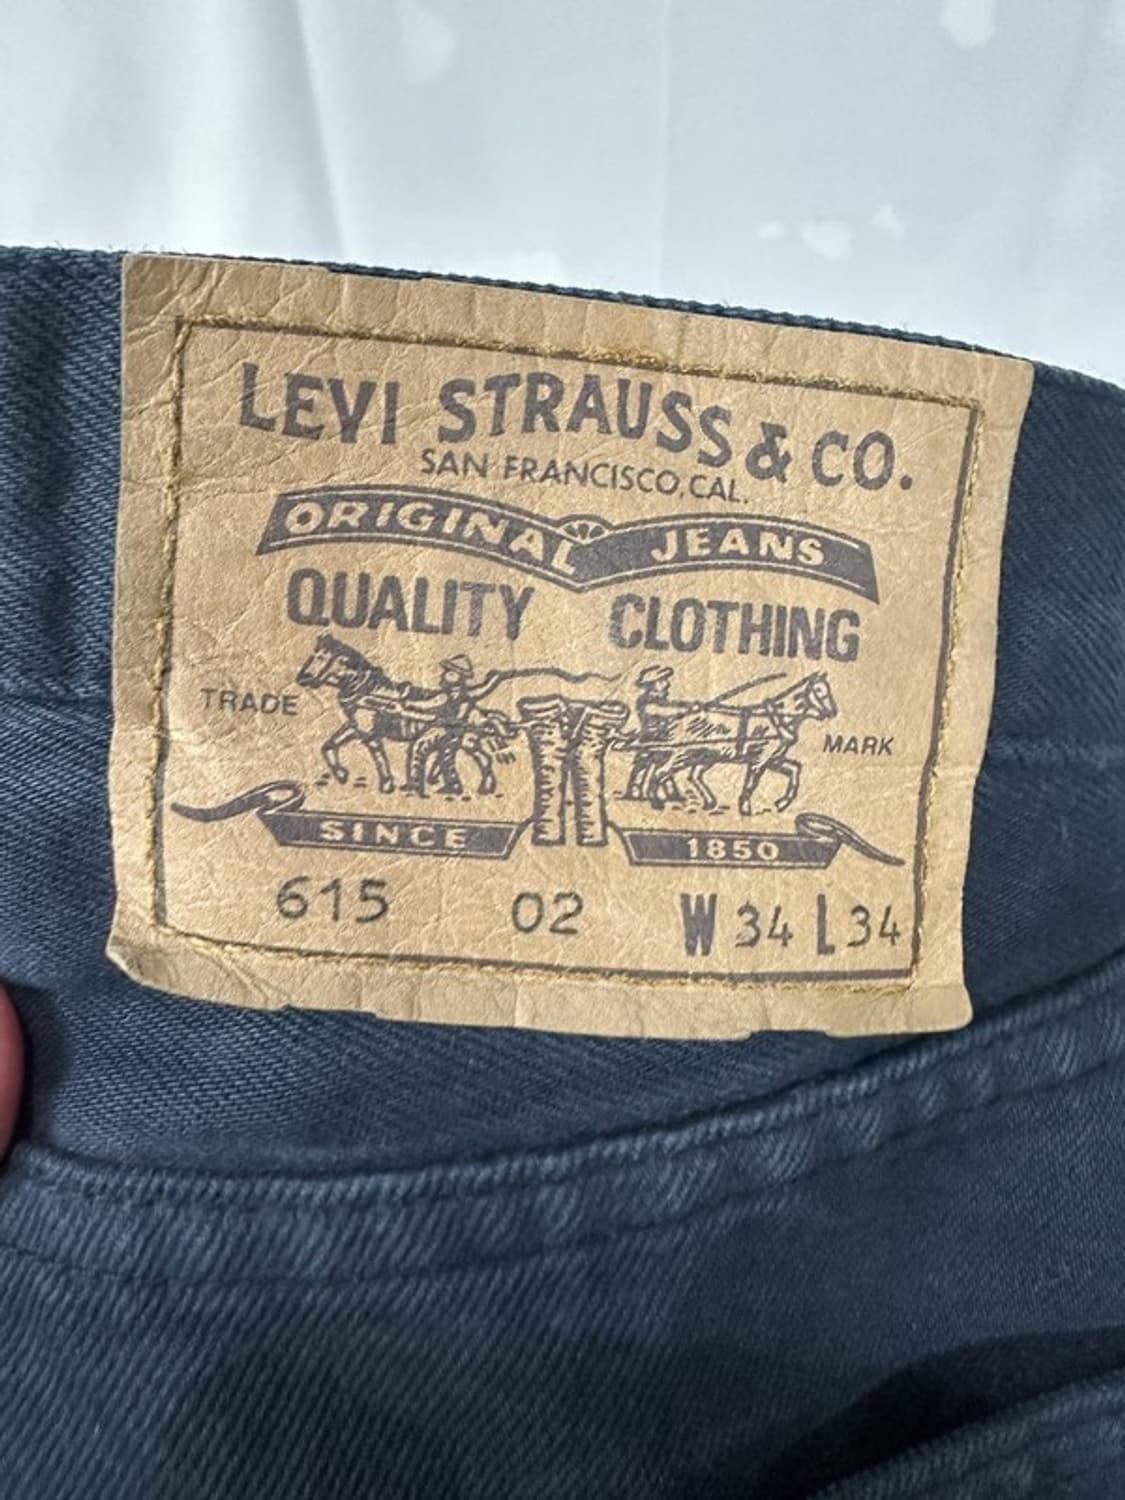 LEVI STRAUSS & CO.
SAN FRANCISCO, CAL.
ORIGINAL JEANS
QUALITY CLOTHING
TRADE MARK
SINCE 1850
615 02 W 34 L 34